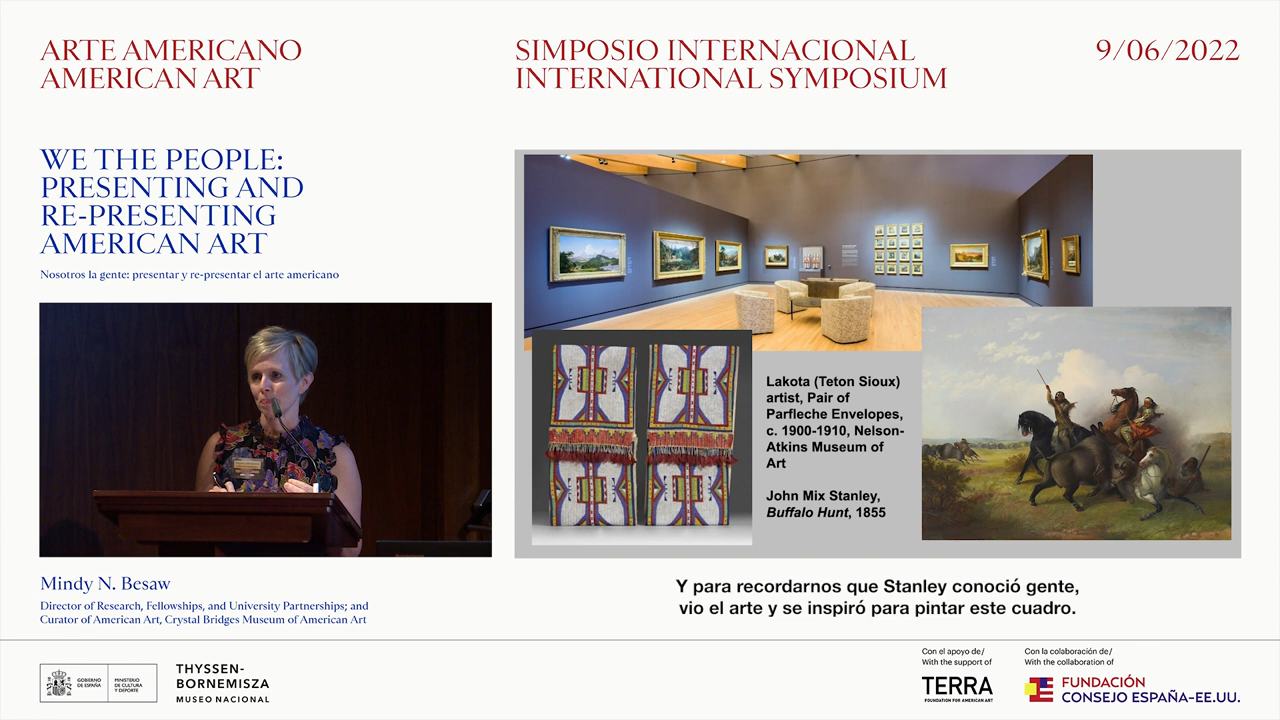 ARTE AMERICANO
AMERICAN ART
SIMPOSIO INTERNACIONAL
INTERNATIONAL SYMPOSIUM
9/06/2022
WE THE PEOPLE:
PRESENTING AND
RE-PRESENTING
AMERICAN ART
Nosotros la gente: presentar y re-presentar el arte americano
Lakota (Teton Sioux)
artist, Pair of
Parfleche Envelopes,
c. 1900-1910, Nelson-
Atkins Museum of
Art
John Mix Stanley,
Buffalo Hunt, 1855
Mindy N. Besaw
Director of Research, Fellowships, and University Partnerships; and
Curator of American Art, Crystal Bridges Museum of American Art
Y para recordarnos que Stanley conoció gente,
vio el arte y se inspiró para pintar este cuadro.
GOBIERNO
DE ESPAÑA
MINISTERIO
DE CULTURA
Y DEPORTE
THYSSEN-
BORNEMISZA
MUSEO NACIONAL
Con el apoyo de/
With the support of
TERRA
FOUNDATION FOR AMERICAN ART
Con la colaboración de/
With the collaboration of
FUNDACIÓN
CONSEJO ESPAÑA-EE.UU.